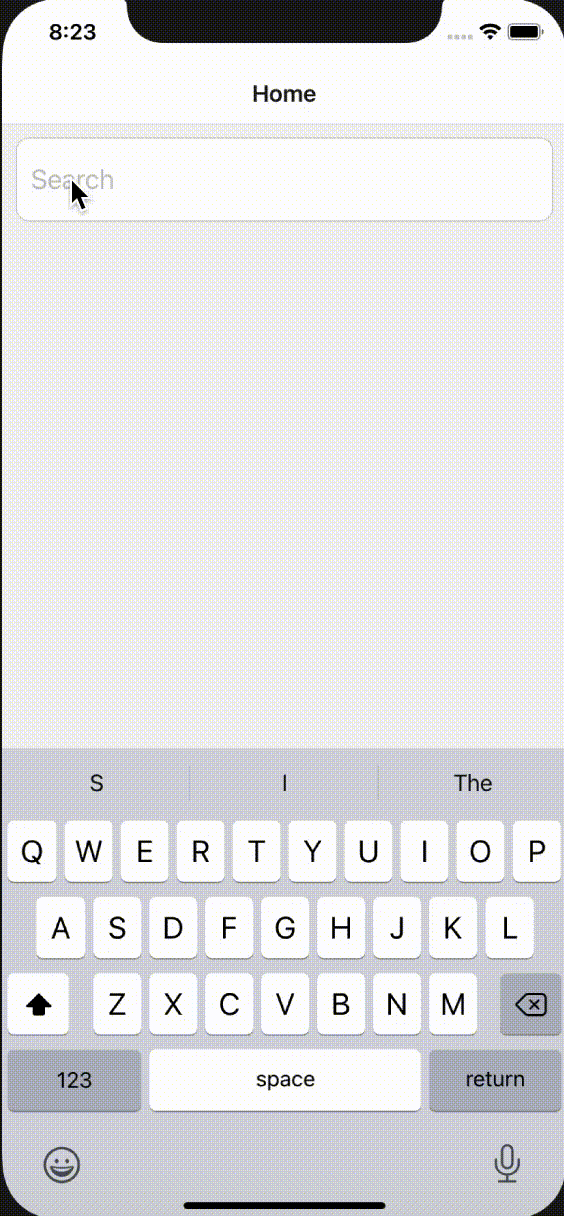 8:23
Home
Search
S I The
Q W E R T Y U I O P
A S D F G H J K L
Z X C V B N M
123 space return